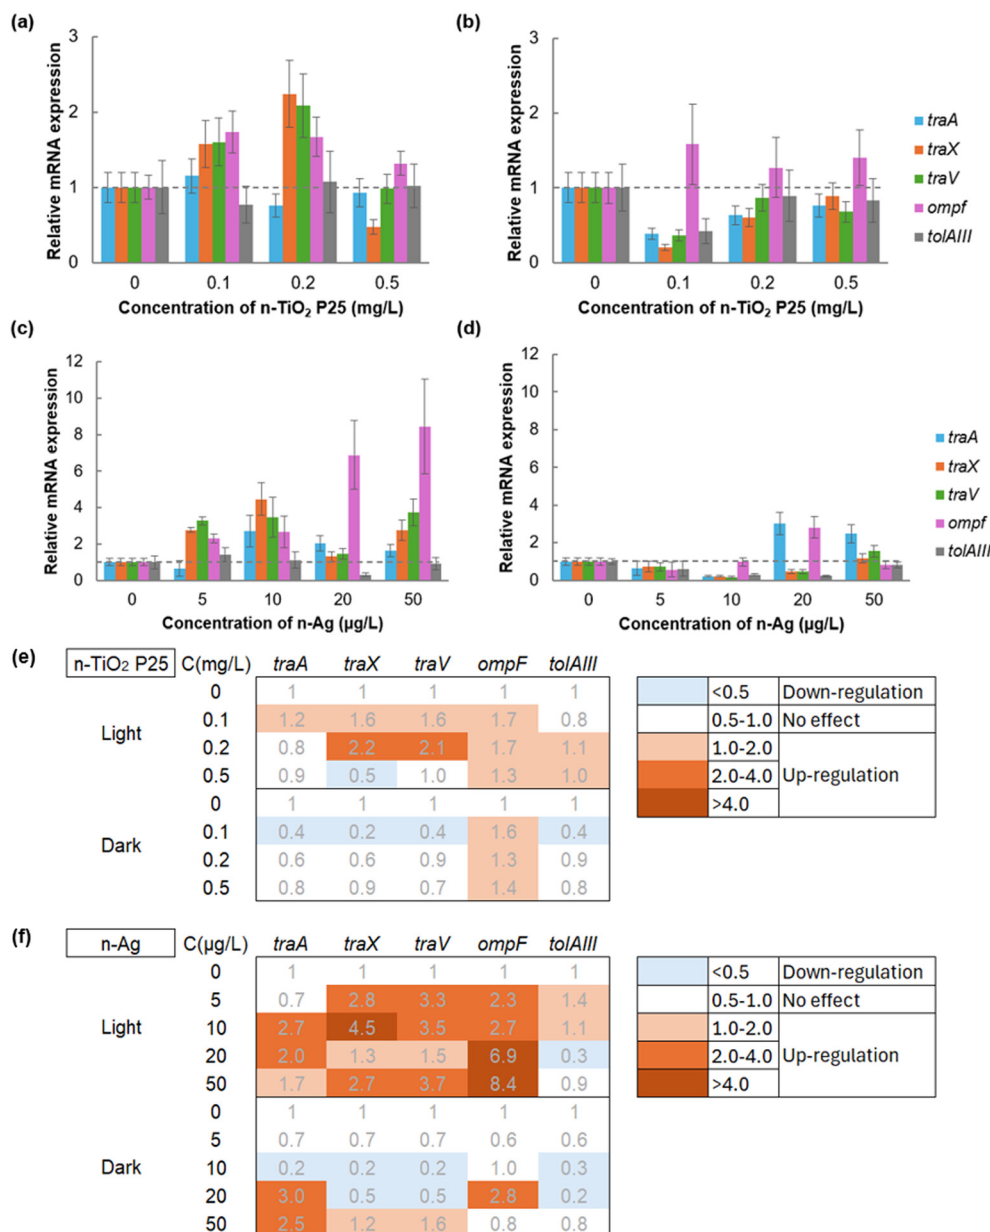 (a)
Relative mRNA expression
3
2
1
0
0 0.1 0.2 0.5
Concentration of n-TiO₂ P25 (mg/L)
(b)
Relative mRNA expression
3
2
1
0
0 0.1 0.2 0.5
Concentration of n-TiO₂ P25 (mg/L)
traA
traX
traV
ompf
tolAIII
(c)
Relative mRNA expression
12
10
8
6
4
2
0
0 5 10 20 50
Concentration of n-Ag (µg/L)
(d)
Relative mRNA expression
12
10
8
6
4
2
0
0 5 10 20 50
Concentration of n-Ag (µg/L)
traA
traX
traV
ompf
tolAIII
(e)
n-TiO₂ P25 C(mg/L) traA traX traV ompF tolAIII
0 1 1 1 1 1
0.1 1.2 1.6 1.6 1.7 0.8
Light
0.2 0.8 2.2 2.1 1.7 1.1
0.5 0.9 0.5 1.0 1.3 1.0
0 1 1 1 1 1
0.1 0.4 0.2 0.4 1.6 0.4
Dark
0.2 0.6 0.6 0.9 1.3 0.9
0.5 0.8 0.9 0.7 1.4 0.8
<0.5 Down-regulation
0.5-1.0 No effect
1.0-2.0
2.0-4.0 Up-regulation
>4.0
(f)
n-Ag C(µg/L) traA traX traV ompF tolAIII
0 1 1 1 1 1
5 0.7 2.8 3.3 2.3 1.4
Light 10 2.7 4.5 3.5 2.7 1.1
20 2.0 1.3 1.5 6.9 0.3
50 1.7 2.7 3.7 8.4 0.9
0 1 1 1 1 1
5 0.7 0.7 0.7 0.6 0.6
Dark 10 0.2 0.2 0.2 1.0 0.3
20 3.0 0.5 0.5 2.8 0.2
50 2.5 1.2 1.6 0.8 0.8
<0.5 Down-regulation
0.5-1.0 No effect
1.0-2.0
2.0-4.0 Up-regulation
>4.0